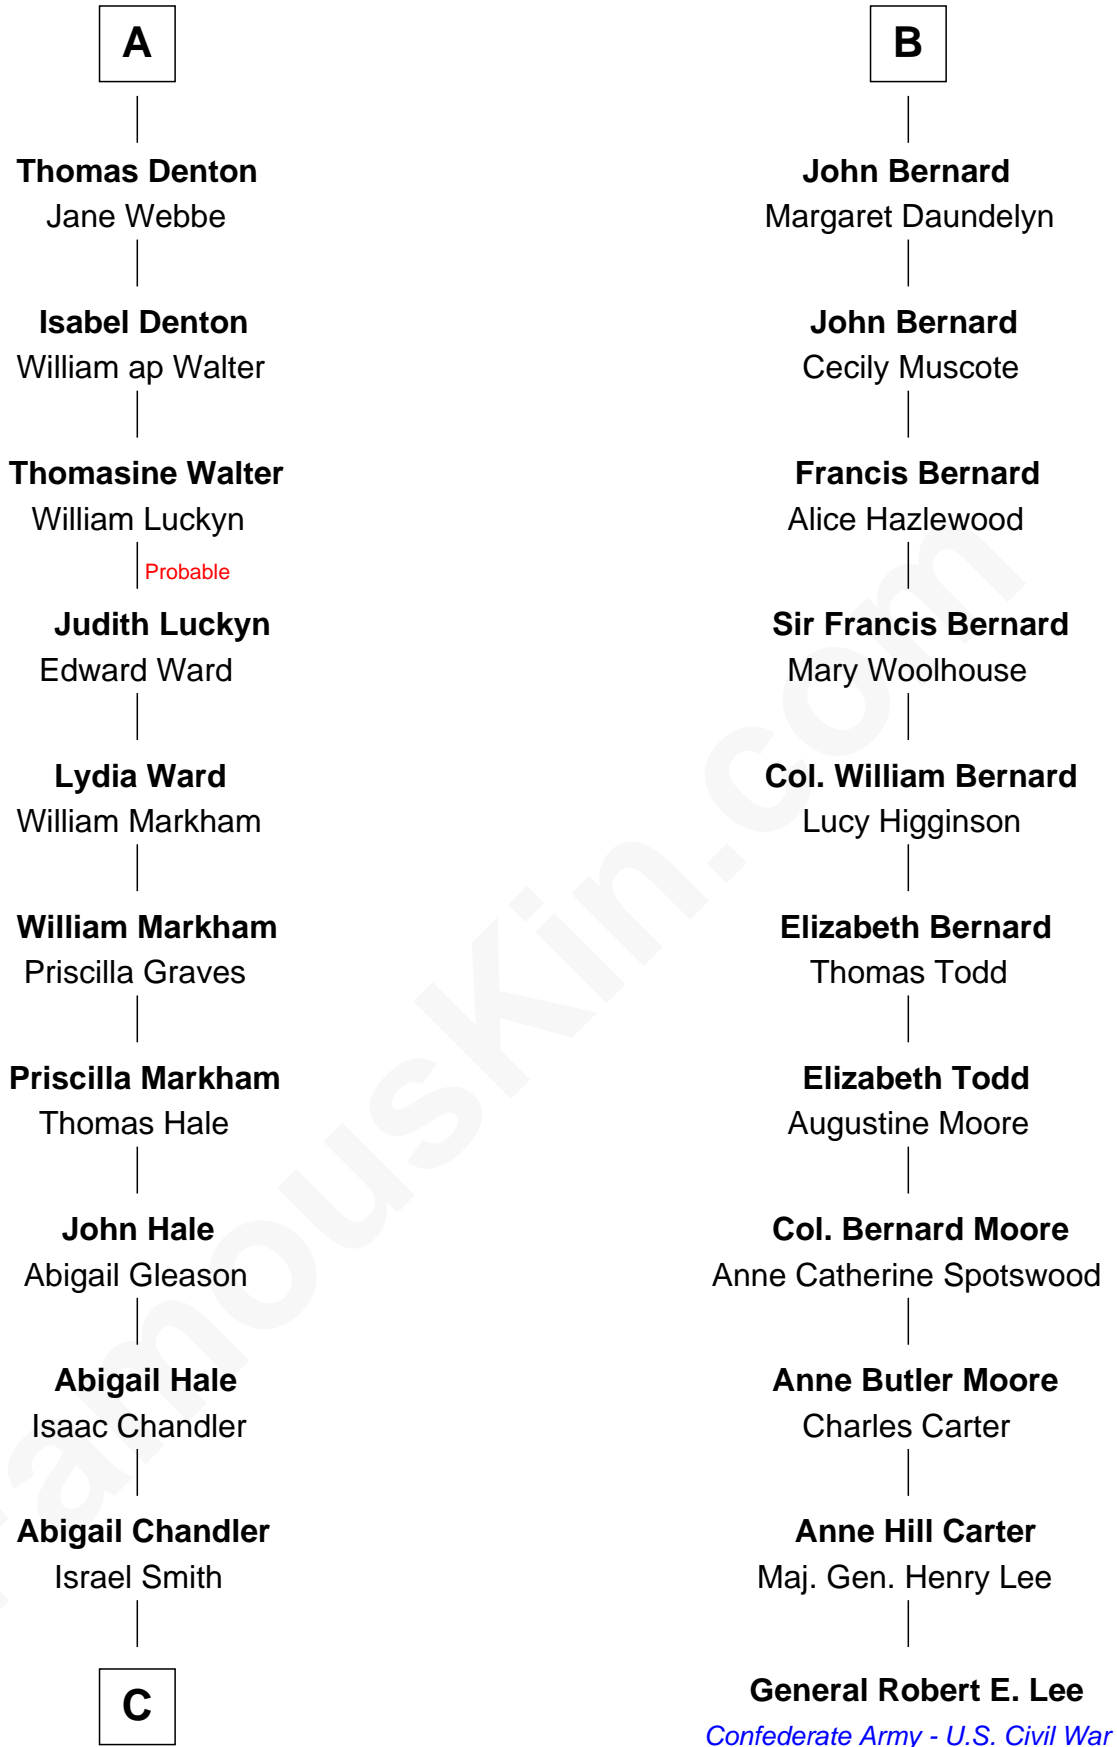 A
Thomas Denton
Jane Webbe
Isabel Denton
William ap Walter
Thomasine Walter
William Luckyn
Probable
Judith Luckyn
Edward Ward
Lydia Ward
William Markham
William Markham
Priscilla Graves
Priscilla Markham
Thomas Hale
John Hale
Abigail Gleason
Abigail Hale
Isaac Chandler
Abigail Chandler
Israel Smith
C
B
John Bernard
Margaret Daundelyn
John Bernard
Cecily Muscote
Francis Bernard
Alice Hazlewood
Sir Francis Bernard
Mary Woolhouse
Col. William Bernard
Lucy Higginson
Elizabeth Bernard
Thomas Todd
Elizabeth Todd
Augustine Moore
Col. Bernard Moore
Anne Catherine Spotswood
Anne Butler Moore
Charles Carter
Anne Hill Carter
Maj. Gen. Henry Lee
General Robert E. Lee
Confederate Army - U.S. Civil War
FamousKin.com